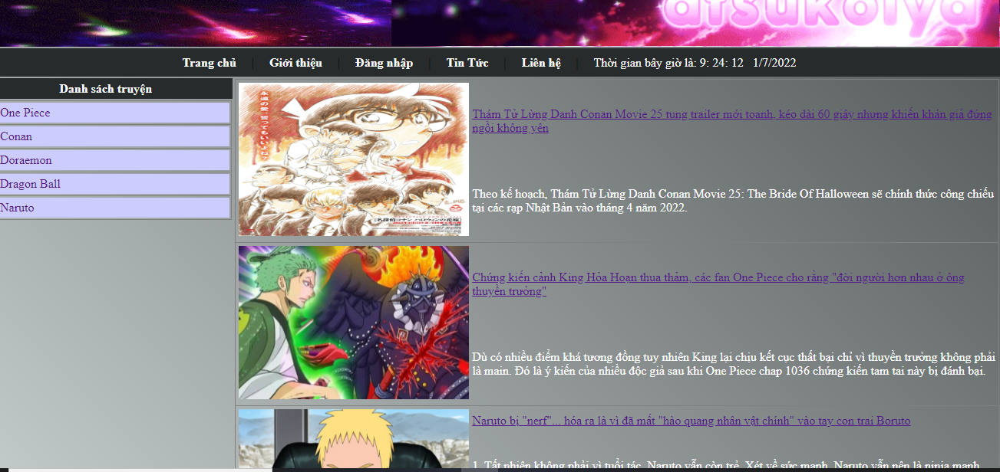 atsukoiya
Trang chủ Giới thiệu Đăng nhập Tin Tức Liên hệ Thời gian bây giờ là: 9: 24: 12 1/7/2022
Danh sách truyện
One Piece
Conan
Doraemon
Dragon Ball
Naruto
Thám Tử Lừng Danh Conan Movie 25 tung trailer mới toanh, kéo dài 60 giây nhưng khiến khán giả đứng
ngồi không yên
Theo kế hoạch, Thám Tử Lừng Danh Conan Movie 25: The Bride Of Halloween sẽ chính thức công chiếu
tại các rạp Nhật Bản vào tháng 4 năm 2022.
Chứng kiến cảnh King Hỏa Hoạn thua thảm, các fan One Piece cho rằng "đời người hơn nhau ở ông
thuyền trưởng"
Dù có nhiều điểm khá tương đồng tuy nhiên King lại chịu kết cục thất bại chỉ vì thuyền trưởng không phải
là main. Đó là ý kiến của nhiều độc giả sau khi One Piece chap 1036 chứng kiến tam tai này bị đánh bại.
Naruto bị "nerf"... hóa ra là vì đã mất "hào quang nhân vật chính" vào tay con trai Boruto
1. Tất nhiên không phải vì tuổi tác, Naruto vẫn còn trẻ. Xét về sức mạnh, Naruto vẫn nên là ninja mạnh